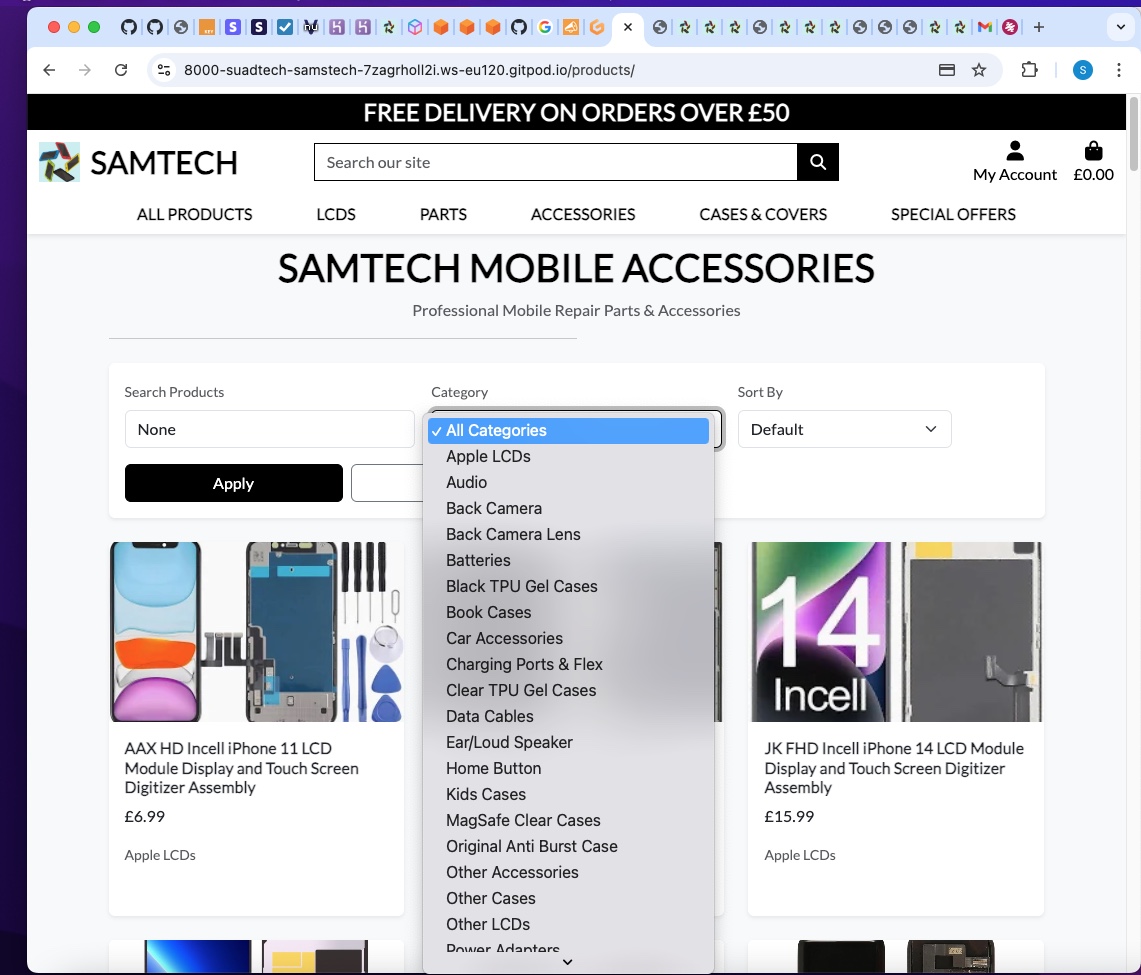 8000-suadtech-samstech-7zagrholl2i.ws-eu120.gitpod.io/products/
S
FREE DELIVERY ON ORDERS OVER £50
SAMTECH
Search our site
My Account
£0.00
ALL PRODUCTS
LCDS
PARTS
ACCESSORIES
CASES & COVERS
SPECIAL OFFERS
SAMTECH MOBILE ACCESSORIES
Professional Mobile Repair Parts & Accessories
Search Products
Category
Sort By
None
Default
Apply
All Categories
Apple LCDs
Audio
Back Camera
Back Camera Lens
Batteries
Black TPU Gel Cases
Book Cases
Car Accessories
Charging Ports & Flex
Clear TPU Gel Cases
Data Cables
Ear/Loud Speaker
Home Button
Kids Cases
MagSafe Clear Cases
Original Anti Burst Case
Other Accessories
Other Cases
Other LCDs
Power Adapters
AAX HD Incell iPhone 11 LCD
Module Display and Touch Screen
Digitizer Assembly
£6.99
Apple LCDs
14
Incell
JK FHD Incell iPhone 14 LCD Module
Display and Touch Screen Digitizer
Assembly
£15.99
Apple LCDs